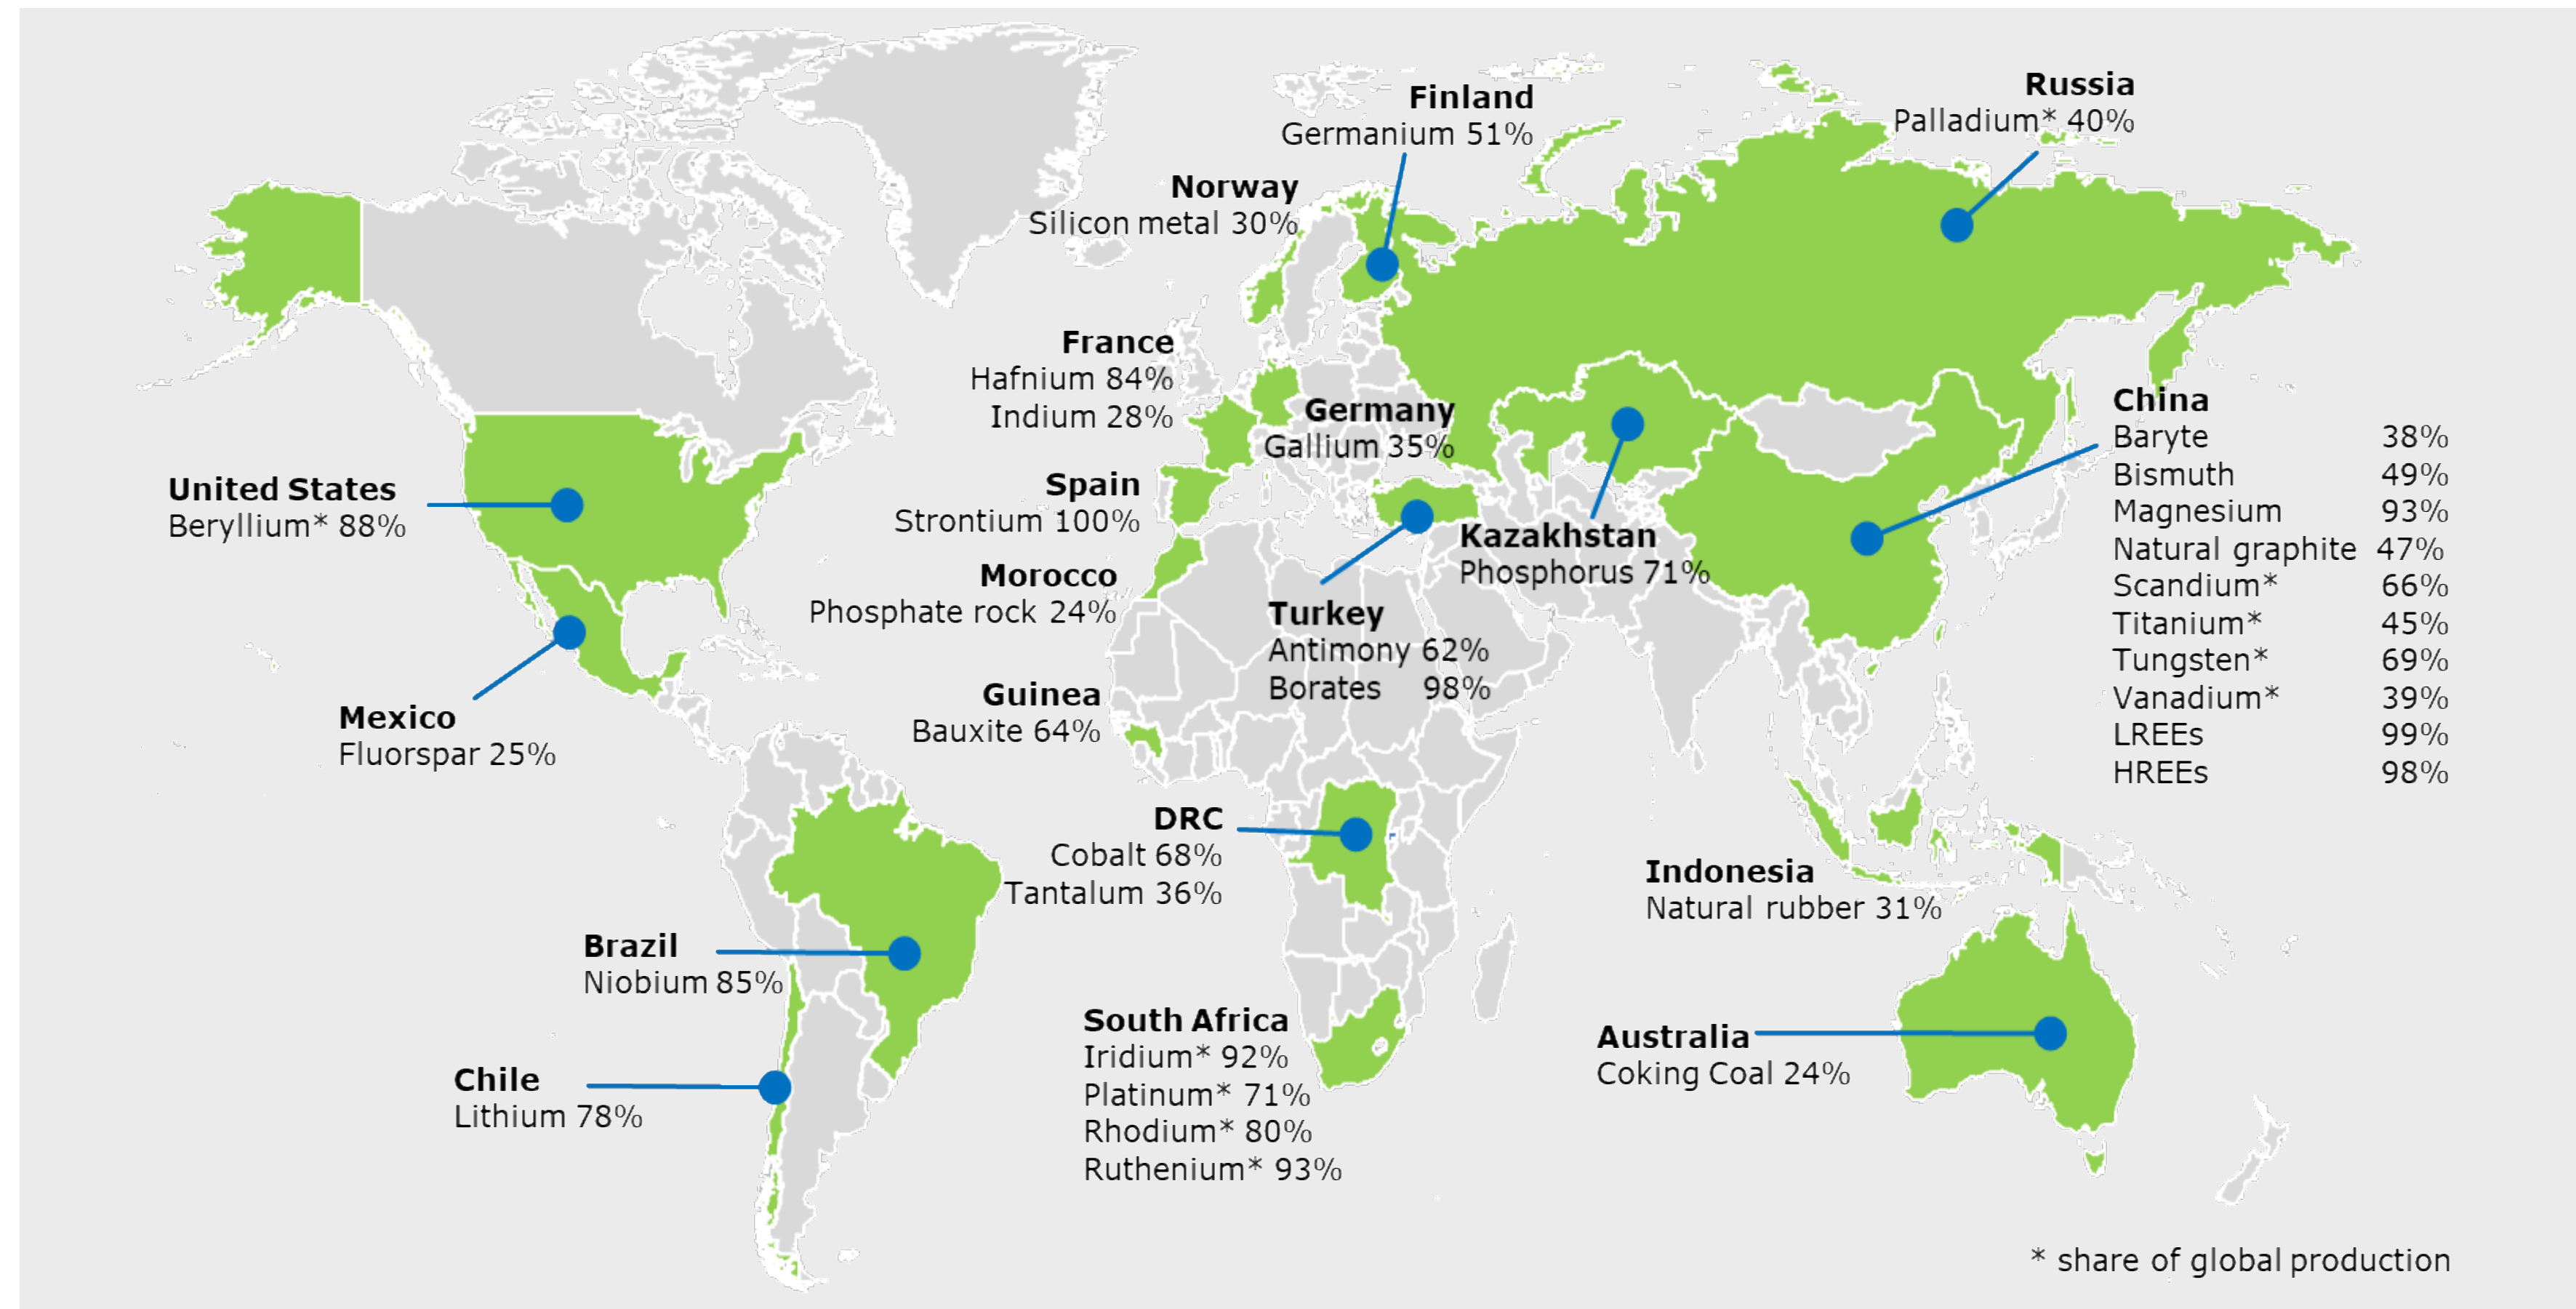 Finland
Germanium 51%
Russia
Palladium* 40%
Norway
Silicon metal 30%
France
Hafnium 84%
Indium 28%
Germany
Gallium 35%
China
Baryte 38%
Bismuth 49%
Magnesium 93%
Natural graphite 47%
Scandium* 66%
Titanium* 45%
Tungsten* 69%
Vanadium* 39%
LREEs 99%
HREEs 98%
United States
Beryllium* 88%
Spain
Strontium 100%
Kazakhstan
Phosphorus 71%
Morocco
Phosphate rock 24%
Turkey
Antimony 62%
Borates 98%
Guinea
Bauxite 64%
Mexico
Fluorspar 25%
DRC
Cobalt 68%
Tantalum 36%
Indonesia
Natural rubber 31%
Brazil
Niobium 85%
South Africa
Iridium* 92%
Platinum* 71%
Rhodium* 80%
Ruthenium* 93%
Australia
Coking Coal 24%
Chile
Lithium 78%
* share of global production